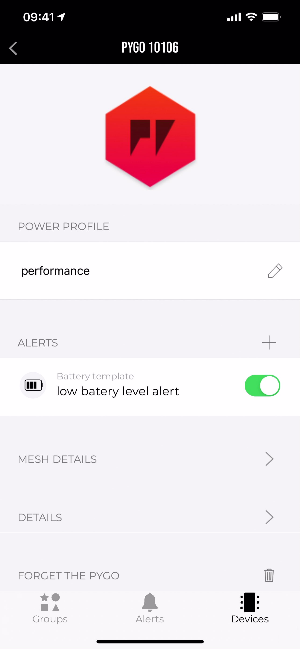 09:41
PYGO 10106
POWER PROFILE
performance
ALERTS
Battery template
low batery level alert
MESH DETAILS
DETAILS
FORGET THE PYGO
Groups
Alerts
Devices